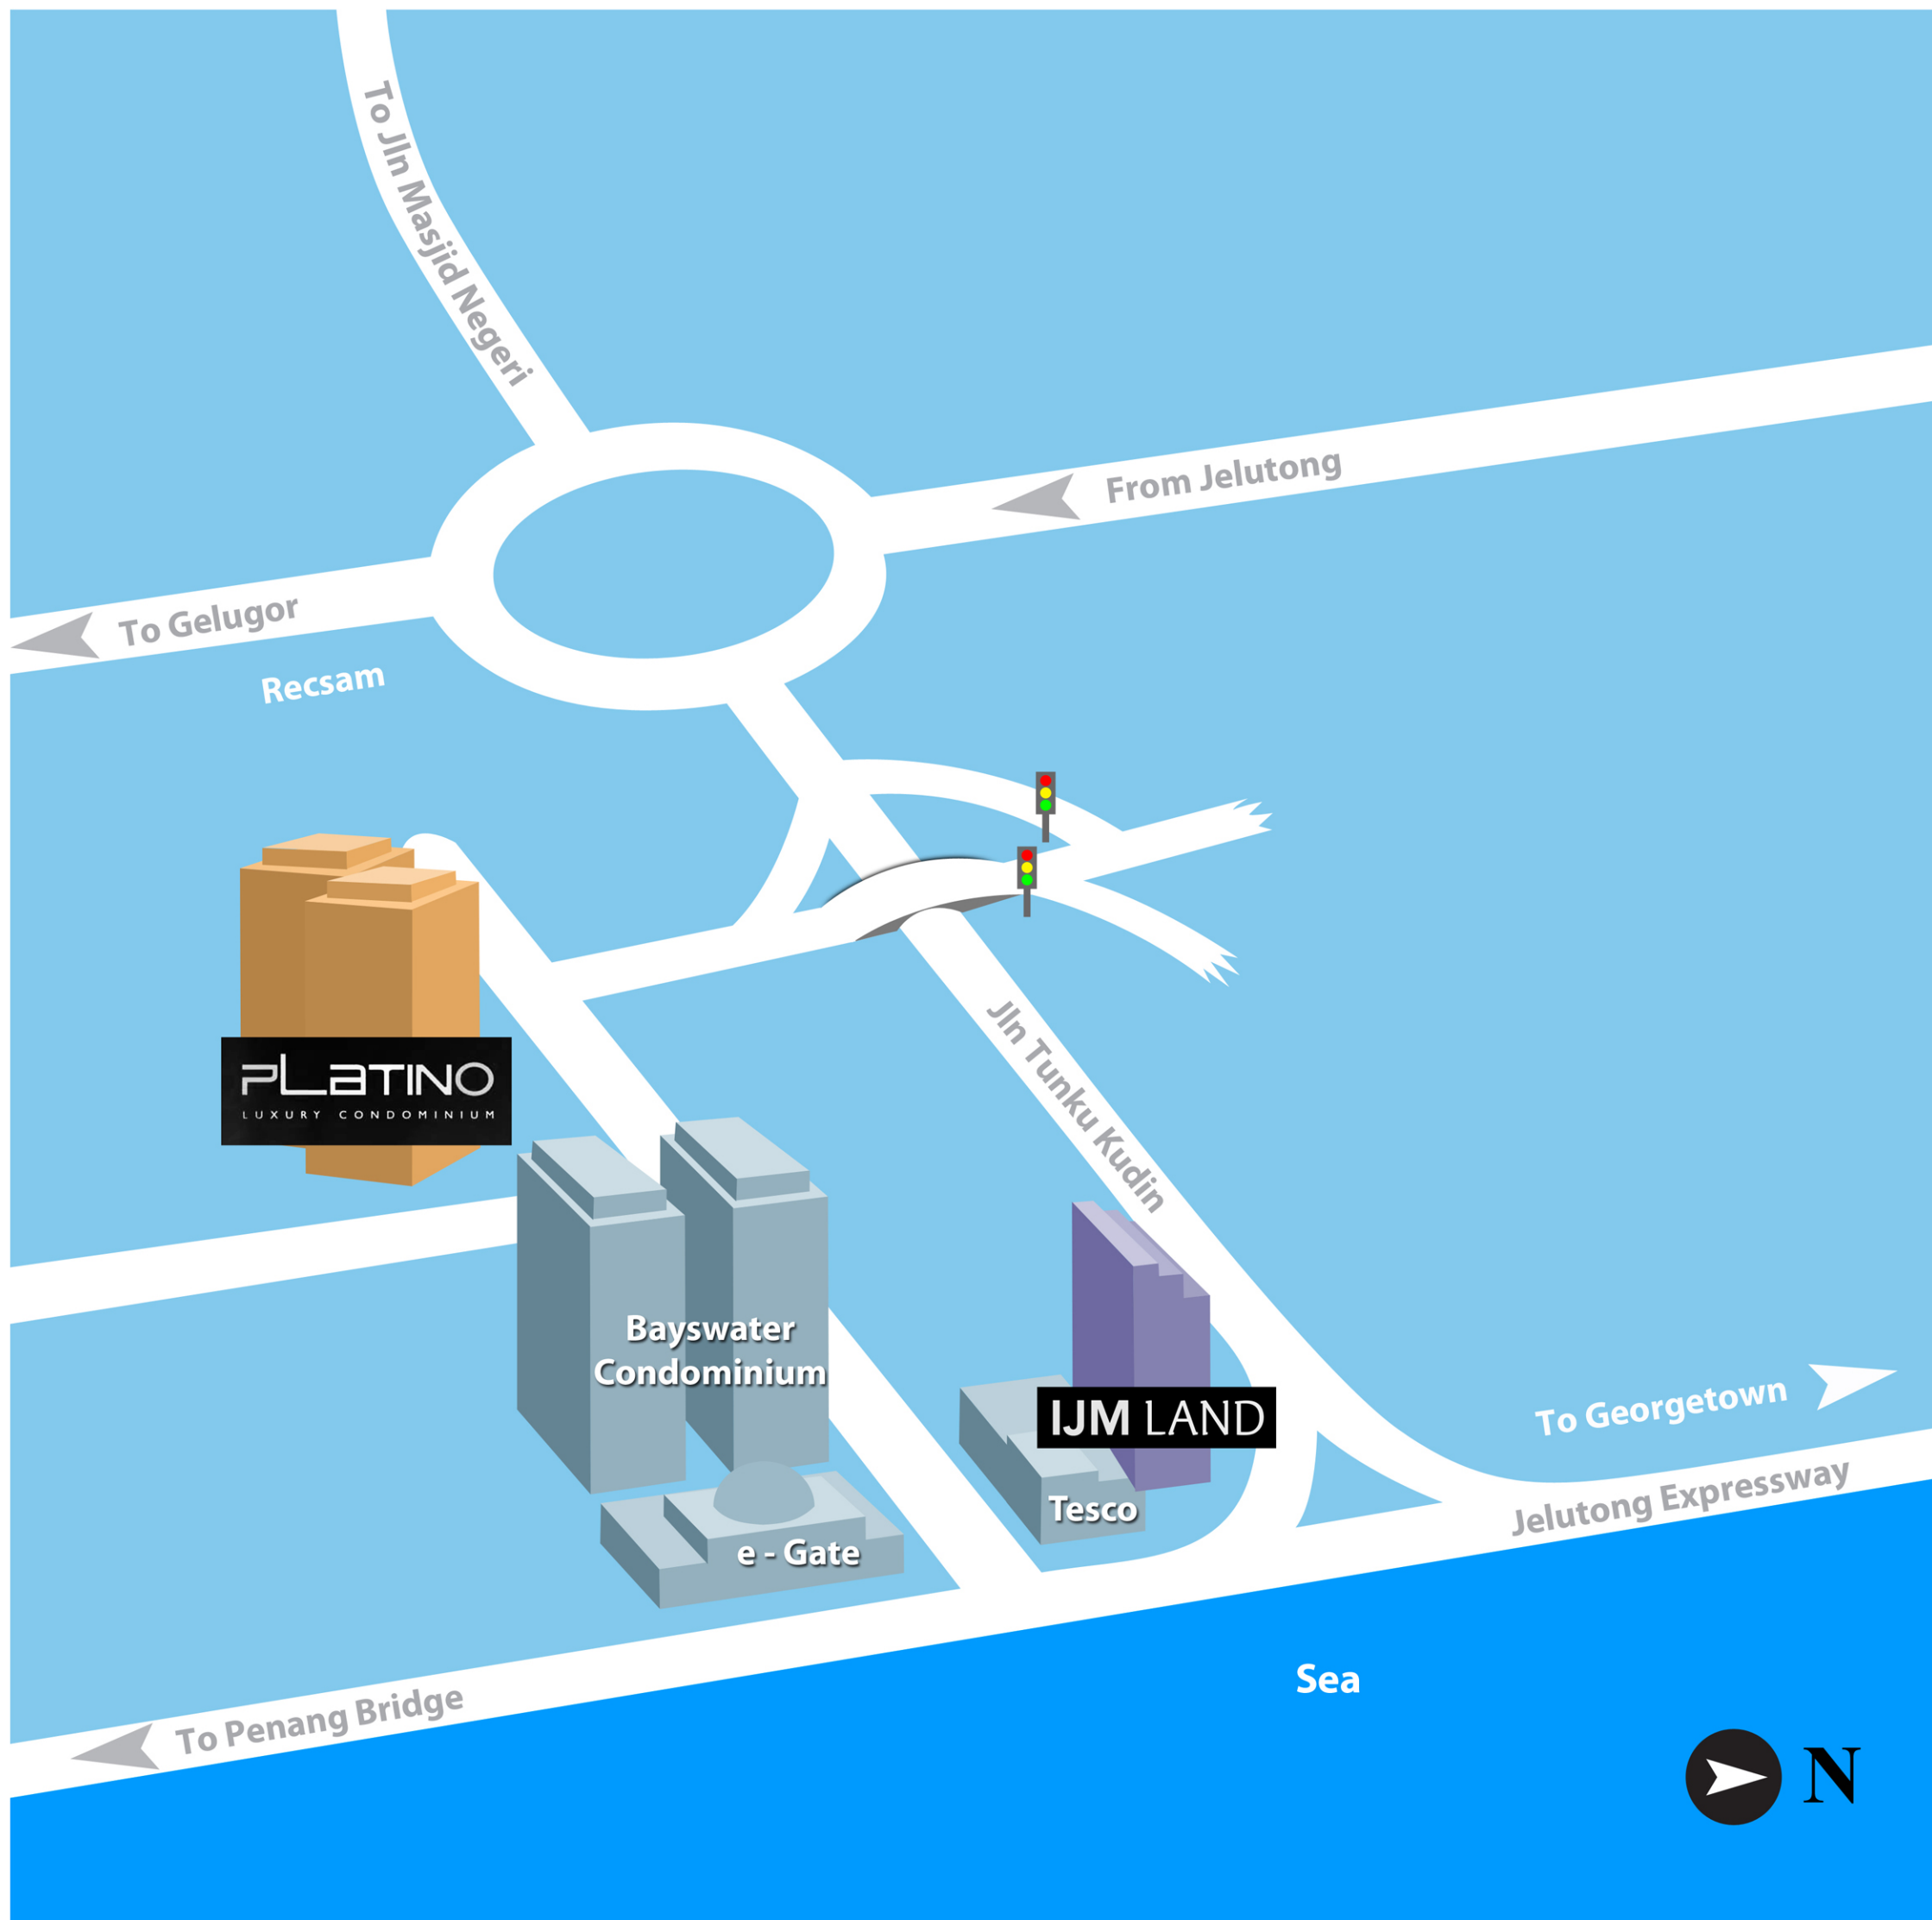 To Jln Masjid Negeri
From Jelutong
To Gelugor
Recsam
PLATINO
LUXURY CONDOMINIUM
Jln Tunku Kudin
Bayswater
Condominium
IJM LAND
To Georgetown
Tesco
Jelutong Expressway
e - Gate
Sea
To Penang Bridge
N